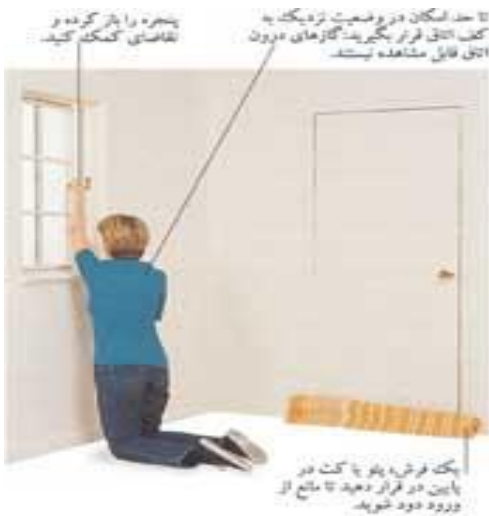 تا حد امکان در وضعیت نزدیک به
کف اتاق قرار بگیرید، گازهای درون
اتاق قابل مشاهده نیستند.
پنجره را باز کرده و
تقاضای کمک کنید.
یک فرش، پتو یا کت در
پایین در قرار دهید تا مانع از
ورود دود شوید.